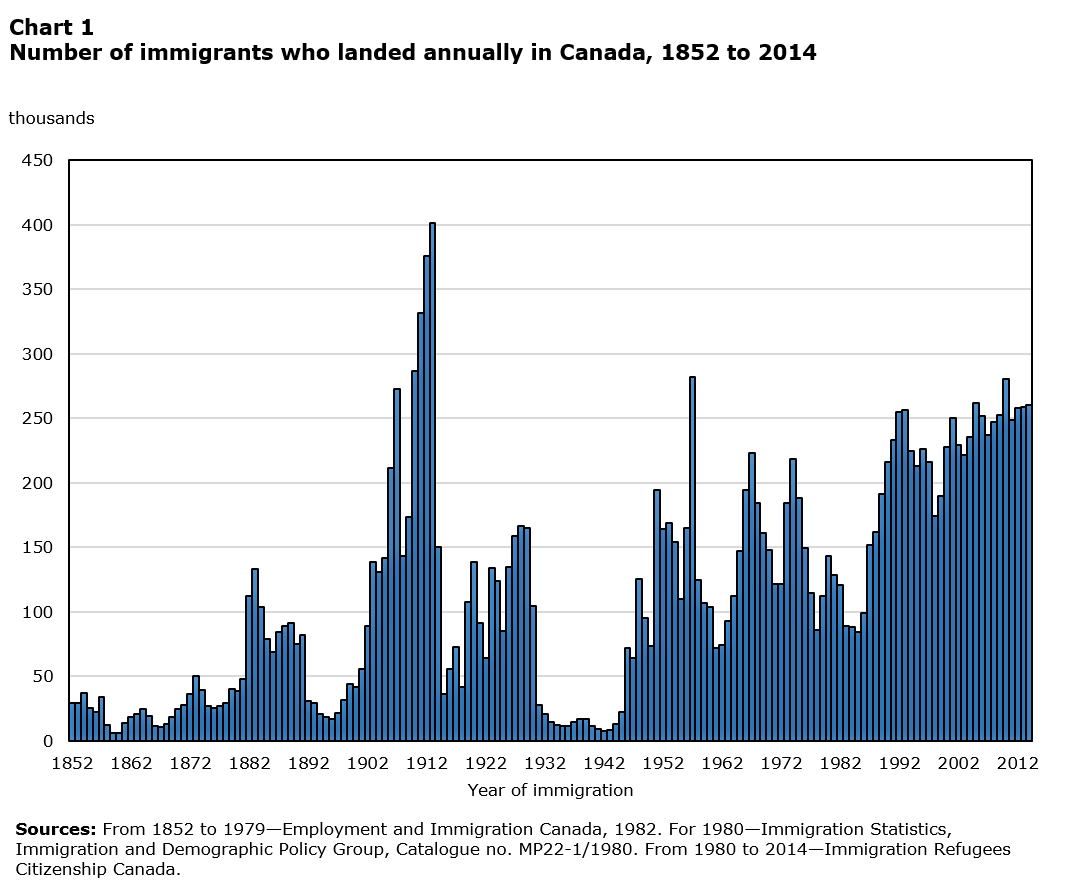 Chart 1
Number of immigrants who landed annually in Canada, 1852 to 2014
thousands
450
400
350
300
250
200
150
100
50
0
1852 1862 1872 1882 1892 1902 1912 1922 1932 1942 1952 1962 1972 1982 1992 2002 2012
Year of immigration
Sources: From 1852 to 1979—Employment and Immigration Canada, 1982. For 1980—Immigration Statistics,
Immigration and Demographic Policy Group, Catalogue no. MP22-1/1980. From 1980 to 2014—Immigration Refugees
Citizenship Canada.